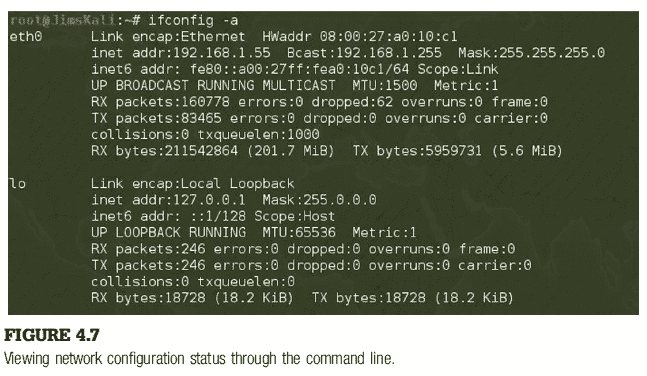 root@JimsKali:~# ifconfig -a
eth0 Link encap:Ethernet HWaddr 08:00:27:a0:10:c1
inet addr:192.168.1.55 Bcast:192.168.1.255 Mask:255.255.255.0
inet6 addr: fe80::a00:27ff:fea0:10c1/64 Scope:Link
UP BROADCAST RUNNING MULTICAST MTU:1500 Metric:1
RX packets:160778 errors:0 dropped:62 overruns:0 frame:0
TX packets:83465 errors:0 dropped:0 overruns:0 carrier:0
collisions:0 txqueuelen:1000
RX bytes:211542864 (201.7 MiB) TX bytes:5959731 (5.6 MiB)
lo Link encap:Local Loopback
inet addr:127.0.0.1 Mask:255.0.0.0
inet6 addr: ::1/128 Scope:Host
UP LOOPBACK RUNNING MTU:65536 Metric:1
RX packets:246 errors:0 dropped:0 overruns:0 frame:0
TX packets:246 errors:0 dropped:0 overruns:0 carrier:0
collisions:0 txqueuelen:0
RX bytes:18728 (18.2 KiB) TX bytes:18728 (18.2 KiB)
FIGURE 4.7
Viewing network configuration status through the command line.